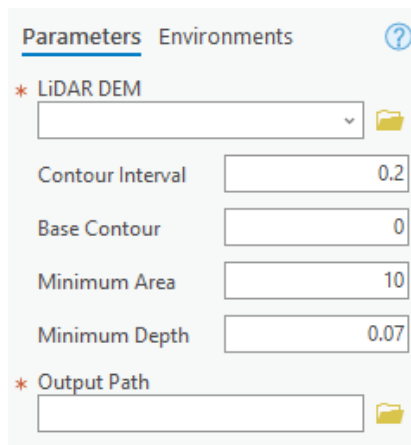 Parameters Environments ?
* LiDAR DEM
Contour Interval 0.2
Base Contour 0
Minimum Area 10
Minimum Depth 0.07
* Output Path